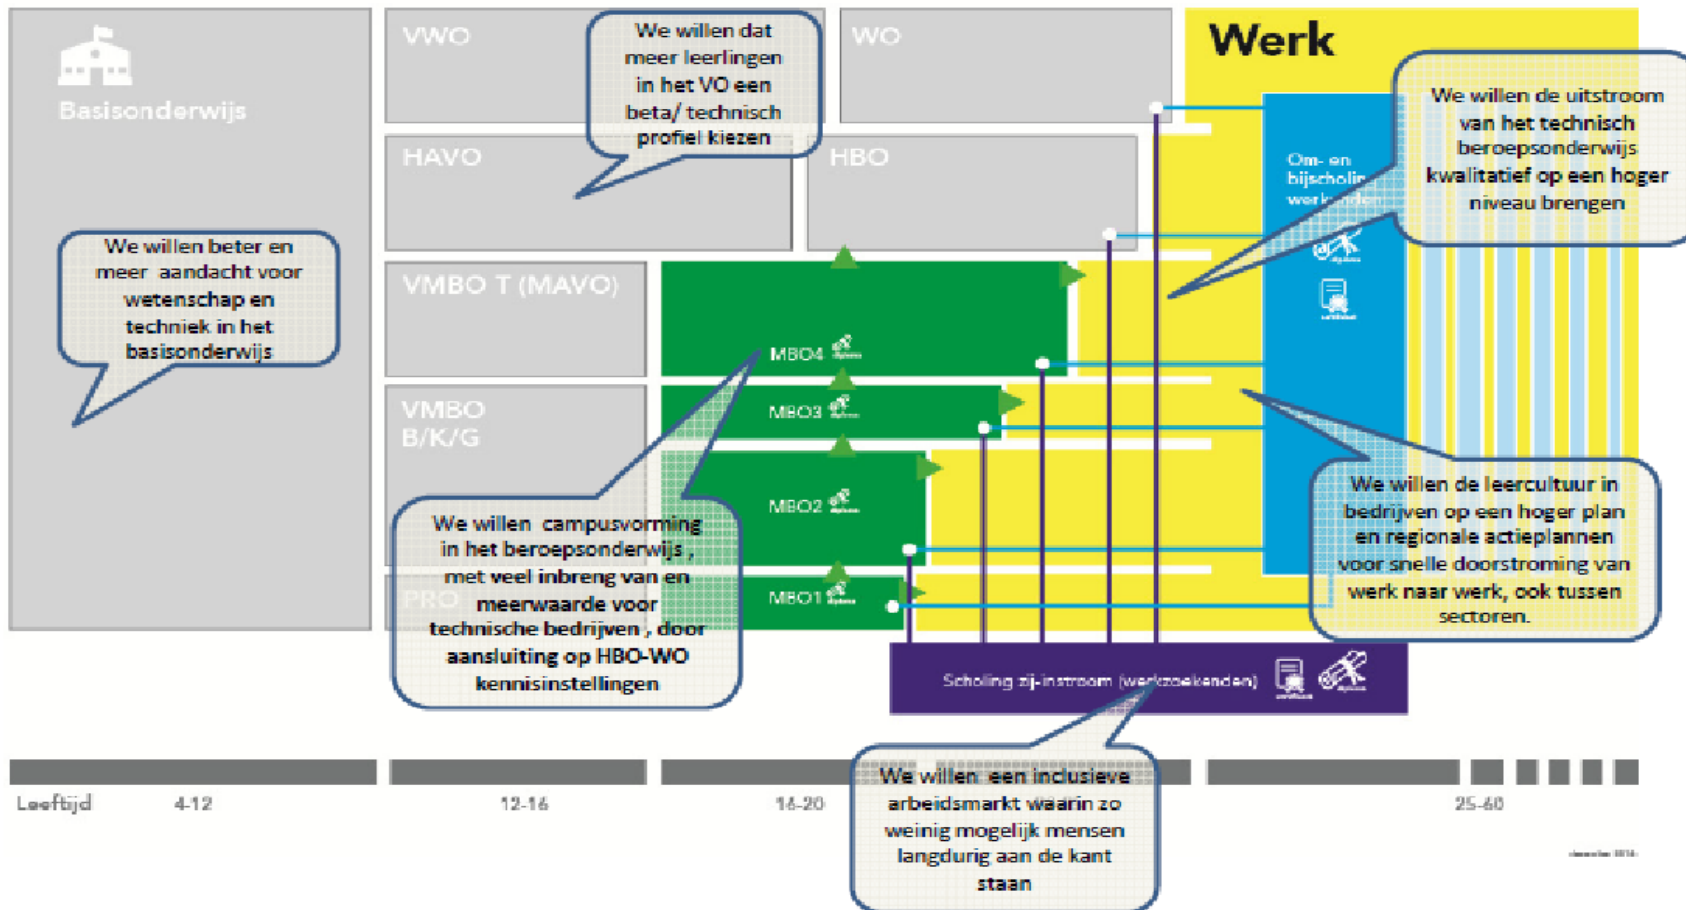 Basisonderwijs
VWO
We willen dat
meer leerlingen
in het VO een
beta/ technisch
profiel kiezen
WO
Werk
We willen de uitstroom
van het technisch
beroepsonderwijs
kwalitatief op een hoger
niveau brengen
HAVO
HBO
Om- en
We willen beter en
meer aandacht voor
wetenschap en
techniek in het
basisonderwijs
VMBO T (MAVO)
MBO4
VMBO
B/K/G
MBO3
MBO2
We willen campusvorming
in het beroepsonderwijs ,
met veel inbreng van en
meerwaarde voor
technische bedrijven , door
aansluiting op HBO-WO
kennisinstellingen
PRO
MBO1
We willen de leercultuur in
bedrijven op een hoger plan
en regionale actieplannen
voor snelle doorstroming van
werk naar werk, ook tussen
sectoren.
Scholing zij-instroom (werkzoekenden)
We willen een inclusieve
arbeidsmarkt waarin zo
weinig mogelijk mensen
langdurig aan de kant
staan
Leeftijd 4-12 12-16 16-20 25-60